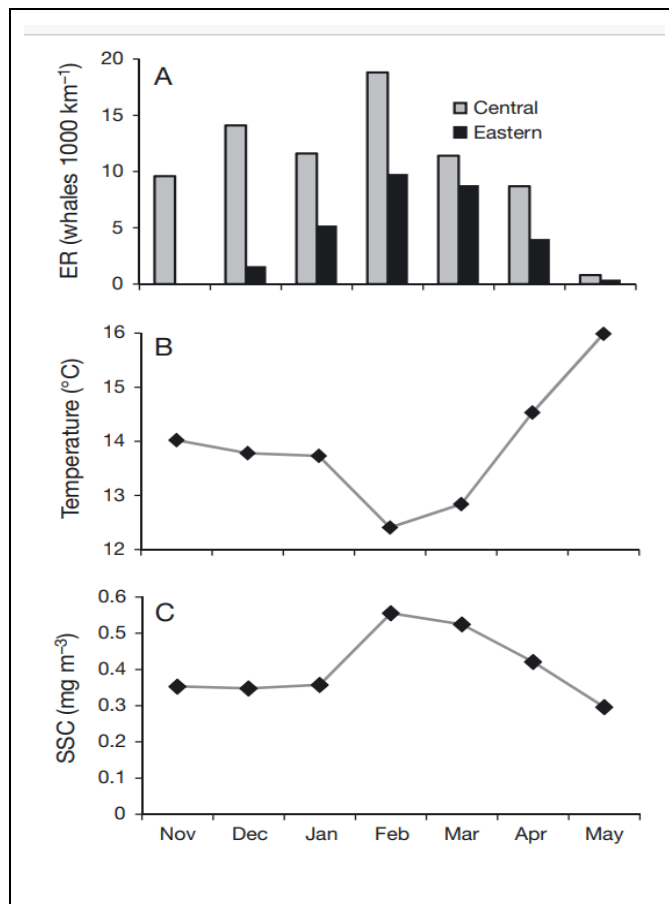 A
ER (whales 1000 km⁻¹)
20
15
10
5
0
Central
Eastern
B
Temperature (°C)
16
15
14
13
12
C
SSC (mg m⁻³)
0.6
0.5
0.4
0.3
0.2
0.1
0
Nov Dec Jan Feb Mar Apr May